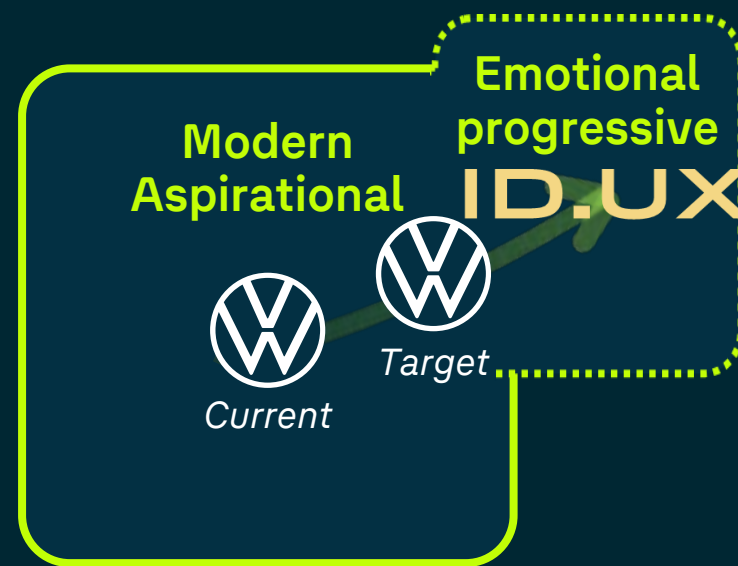 Emotional
progressive
ID.UX
Modern
Aspirational
Target
Current